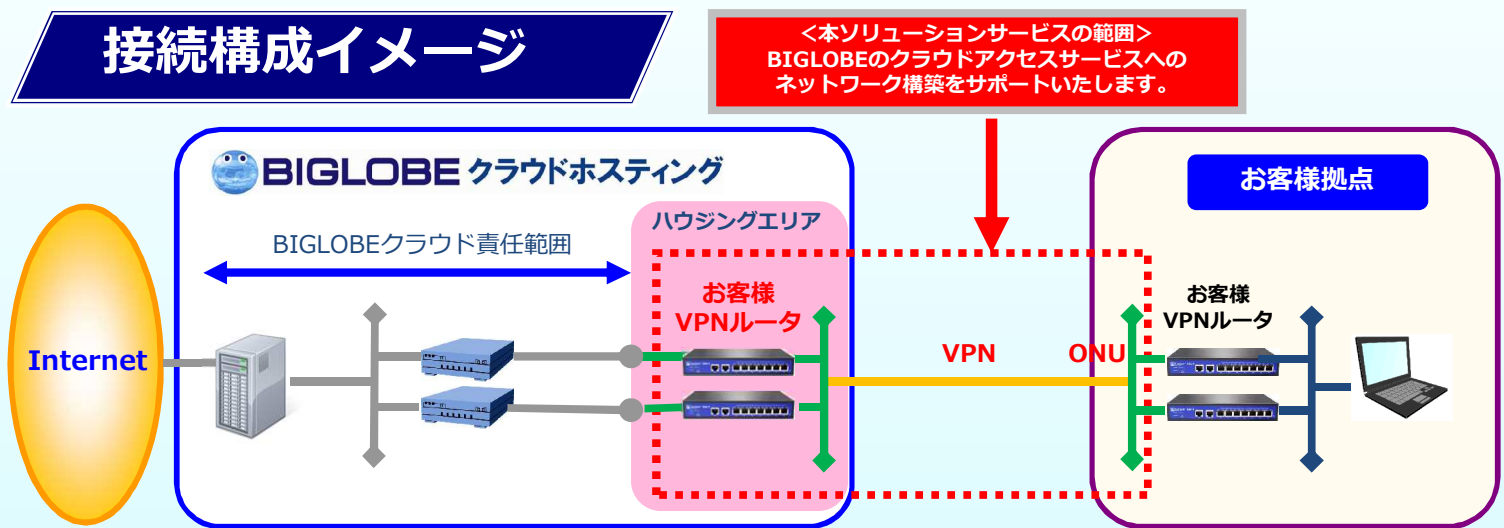 接続構成イメージ
＜本ソリューションサービスの範囲＞
BIGLOBEのクラウドアクセスサービスへの
ネットワーク構築をサポートいたします。
BIGLOBE クラウドホスティング
お客様拠点
ハウジングエリア
BIGLOBEクラウド責任範囲
お客様
VPNルータ
お客様
VPNルータ
Internet
VPN
ONU